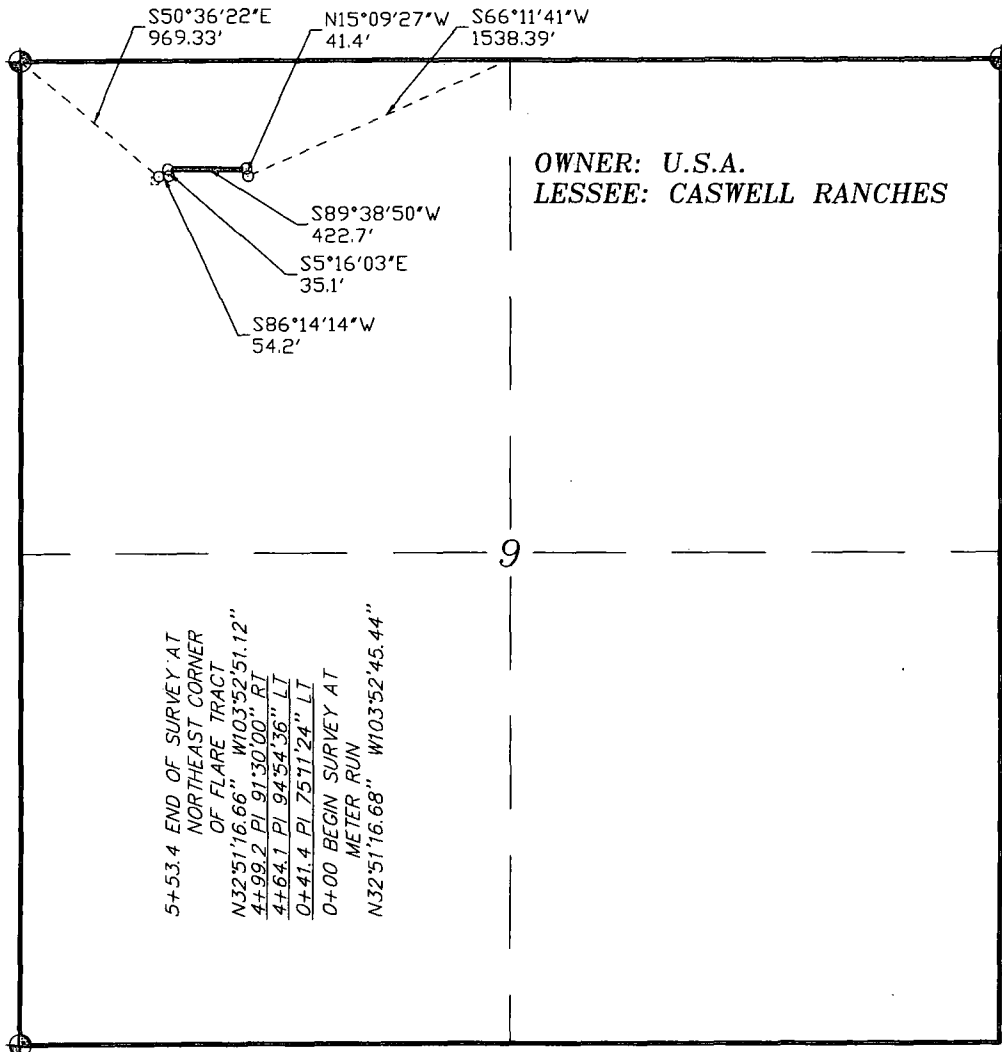 S50°36'22"E
969.33'
N15°09'27"W
41.4'
S66°11'41"W
1538.39'
OWNER: U.S.A.
LESSEE: CASWELL RANCHES
S89°38'50"W
422.7'
S5°16'03"E
35.1'
S86°14'14"W
54.2'
9
5+53.4 END OF SURVEY AT
NORTHEAST CORNER
OF FLARE TRACT
N32°51'16.66" W103°52'51.12"
4+99.2 PI 91°30'00" RT
4+64.1 PI 94°54'36" LT
0+41.4 PI 75°11'24" LT
0+00 BEGIN SURVEY AT
METER RUN
N32°51'16.68" W103°52'45.44"